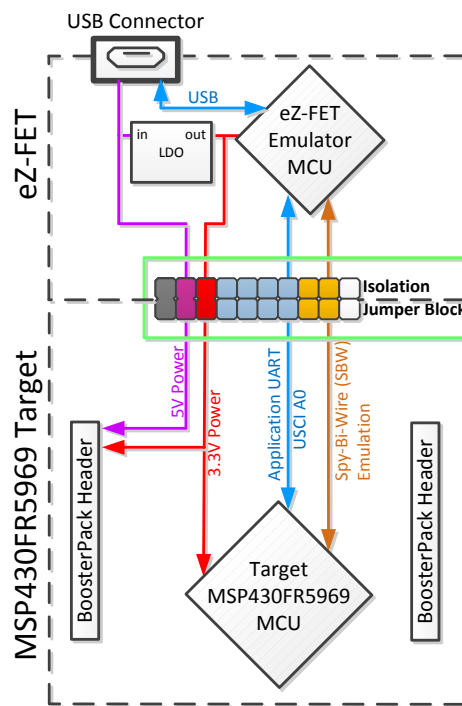 USB Connector
eZ-FET
USB
in
out
LDO
eZ-FET
Emulator
MCU
Isolation
Jumper Block
MSP430FR5969 Target
5V Power
3.3V Power
Application UART
USCI A0
Spy-Bi-Wire (SBW)
Emulation
BoosterPack Header
BoosterPack Header
Target
MSP430FR5969
MCU